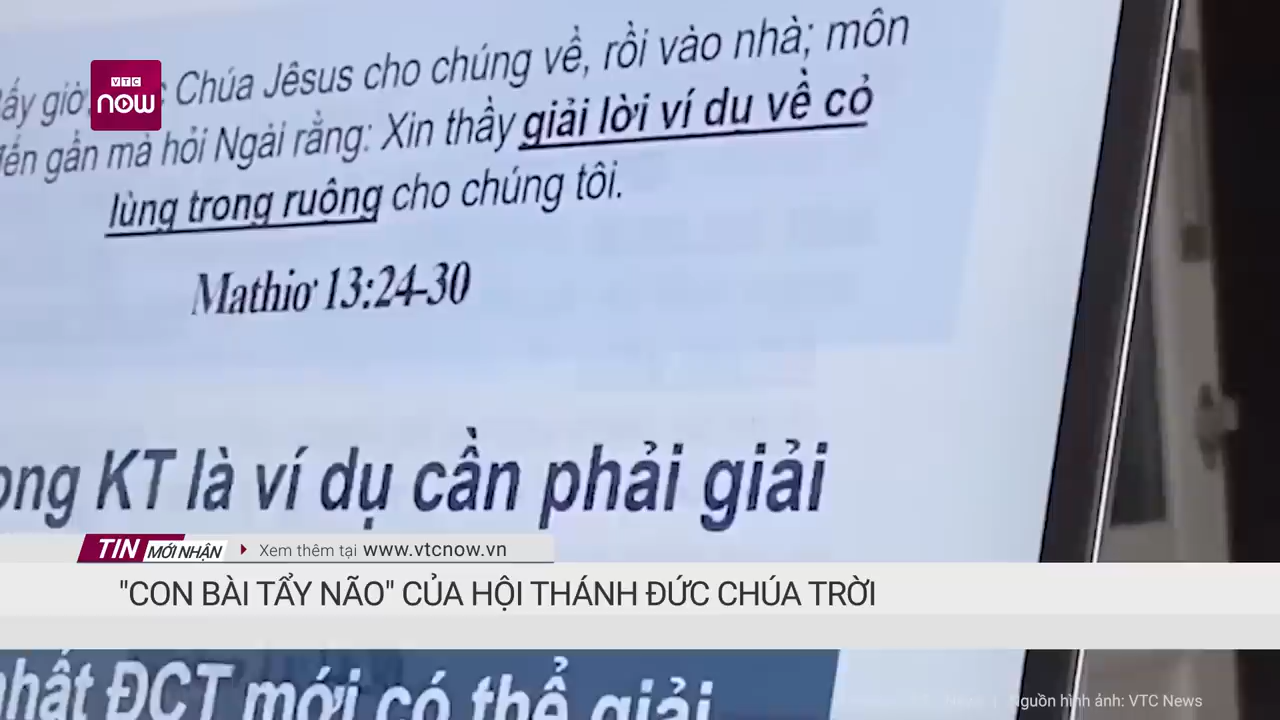 Chúa Jêsus cho chúng về, rồi vào nhà; môn
đến gần mà hỏi Ngài rằng: Xin thầy giải lời ví dụ về cỏ
lùng trong ruộng cho chúng tôi.
Mathiơ 13:24-30
KT là ví dụ cần phải giải
VTC
now
TIN MỚI NHẬN Xem thêm tại www.vtcnow.vn
"CON BÀI TẨY NÃO" CỦA HỘI THÁNH ĐỨC CHÚA TRỜI
ĐCT mới có thể giải
Nguồn hình ảnh: VTC News